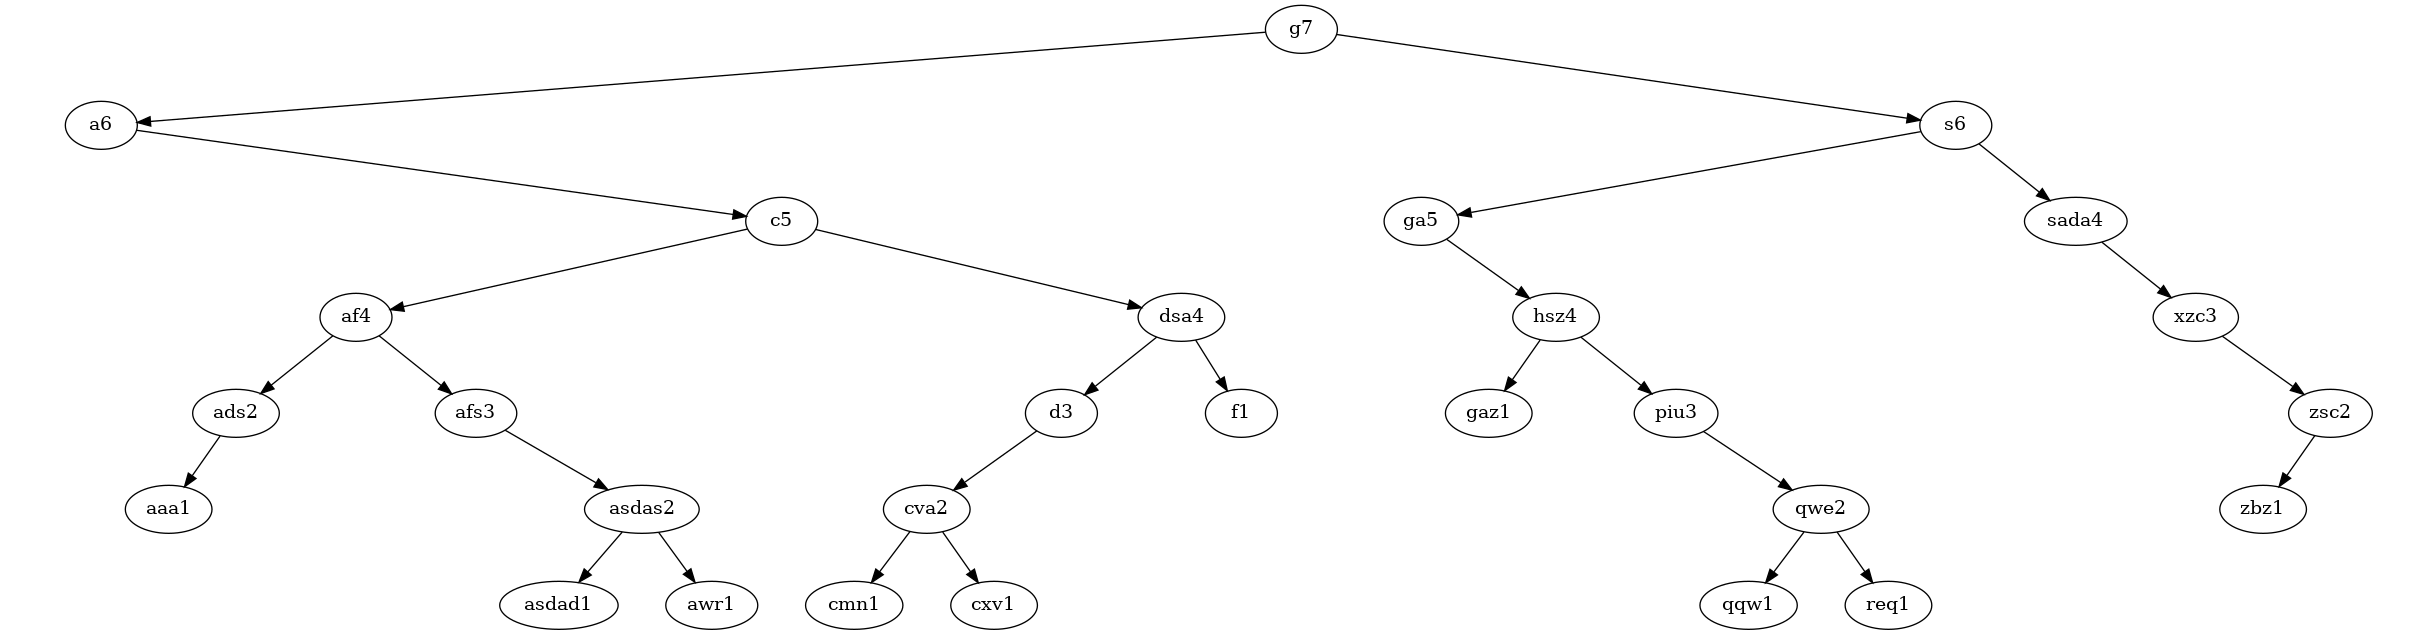 g7
a6
s6
c5
ga5
sada4
af4
dsa4
hsz4
xzc3
ads2
afs3
d3
f1
gaz1
piu3
zsc2
aaa1
asdas2
cva2
qwe2
zbz1
asdad1
awr1
cmn1
cxv1
qqw1
req1